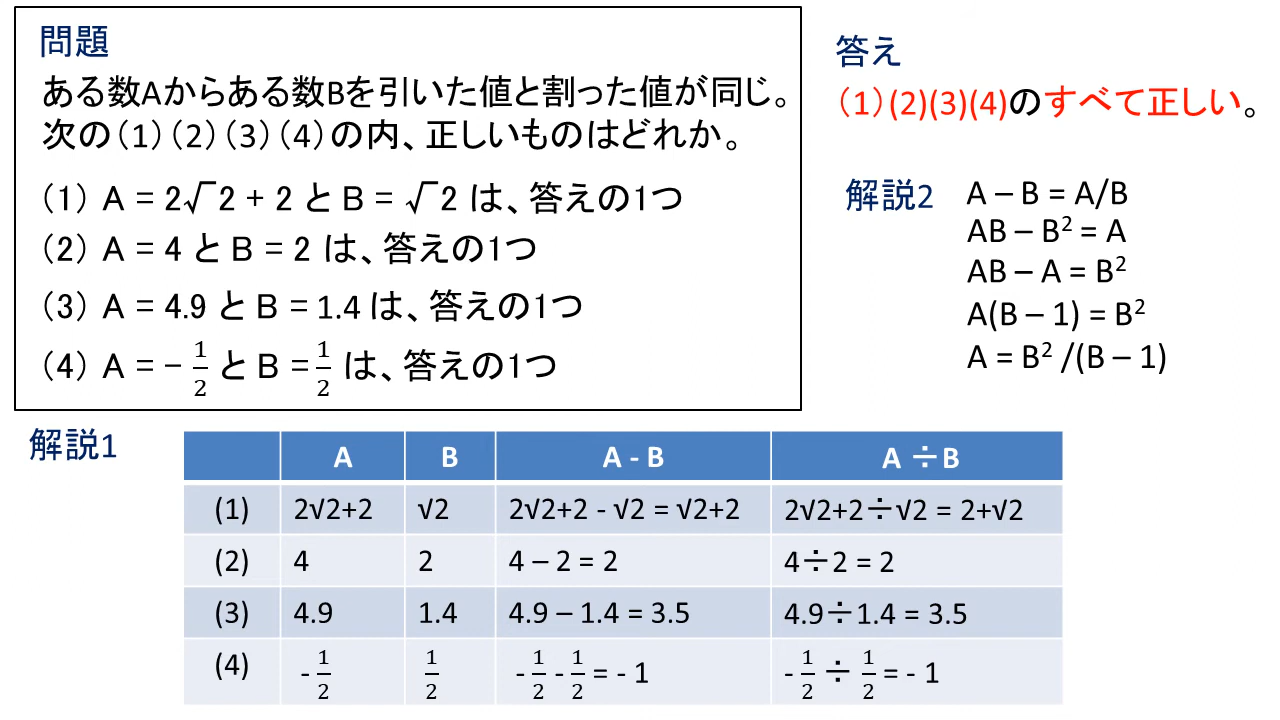 問題
ある数Aからある数Bを引いた値と割った値が同じ。
次の（1）（2）（3）（4）の内、正しいものはどれか。
（1） A = 2√2 + 2 と B = √2 は、答えの1つ
（2） A = 4 と B = 2 は、答えの1つ
（3） A = 4.9 と B = 1.4 は、答えの1つ
（4） A = − 1/2 と B = 1/2 は、答えの1つ
答え
（1）(2)(3)(4)のすべて正しい。
解説2
A – B = A/B
AB – B² = A
AB – A = B²
A(B – 1) = B²
A = B² /(B – 1)
解説1
A B A - B A ÷B
(1) 2√2+2 √2 2√2+2 - √2 = √2+2 2√2+2÷√2 = 2+√2
(2) 4 2 4 – 2 = 2 4÷2 = 2
(3) 4.9 1.4 4.9 – 1.4 = 3.5 4.9÷1.4 = 3.5
(4) - 1/2 1/2 - 1/2 - 1/2 = - 1 - 1/2 ÷ 1/2 = - 1